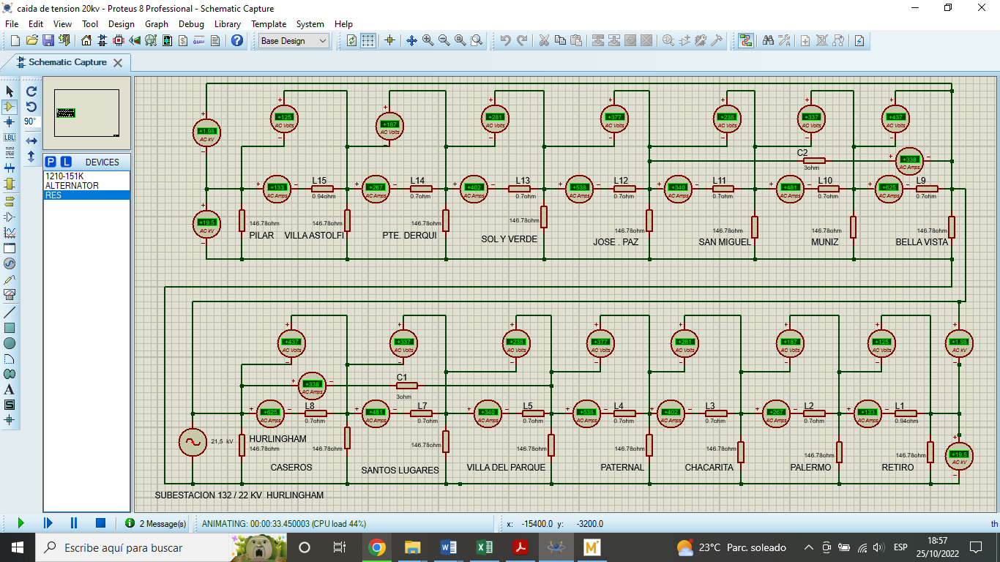 caida de tension 20kv - Proteus 8 Professional - Schematic Capture
File Edit View Tool Design Graph Debug Library Template System Help
Base Design
Schematic Capture
90°
P L DEVICES
1210-151K
ALTERNATOR
RES
+125 +187 +281 +377 +238 +337 +437
AC Volts AC Volts AC Volts AC Volts AC Volts AC Volts AC Volts
+1.98
AC kV
C2
3ohm
+338
AC Amps
L15 L14 L13 L12 L11 L10 L9
+133 +267 +402 +538 +340 +481 +625
AC Amps AC Amps AC Amps AC Amps AC Amps AC Amps AC Amps
0.94ohm 0.7ohm 0.7ohm 0.7ohm 0.7ohm 0.7ohm 0.7ohm
+19.5
AC kV
146.78ohm 146.78ohm 146.78ohm 146.78ohm 146.78ohm 146.78ohm 146.78ohm 146.78ohm
PILAR VILLA ASTOLFI PTE. DERQUI SOL Y VERDE JOSE . PAZ SAN MIGUEL MUNIZ BELLA VISTA
+437 +337 +238 +377 +281 +187 +125 +1.98
AC Volts AC Volts AC Volts AC Volts AC Volts AC Volts AC Volts AC kV
C1
3ohm
+338
AC Amps
L8 L7 L5 L4 L3 L2 L1
+625 +481 +340 +538 +402 +267 +133
AC Amps AC Amps AC Amps AC Amps AC Amps AC Amps AC Amps
0.7ohm 0.7ohm 0.7ohm 0.7ohm 0.7ohm 0.7ohm 0.94ohm
21,5 kV
HURLINGHAM
146.78ohm 146.78ohm 146.78ohm 146.78ohm 146.78ohm 146.78ohm 146.78ohm 146.78ohm
+19.5
AC kV
CASEROS SANTOS LUGARES VILLA DEL PARQUE PATERNAL CHACARITA PALERMO RETIRO
SUBESTACION 132 / 22 KV HURLINGHAM
2 Message(s) ANIMATING: 00:00:33.450003 (CPU load 44%) x: -15400.0 y: -3200.0 th
Escribe aquí para buscar
23°C Parc. soleado
ESP
18:57
25/10/2022